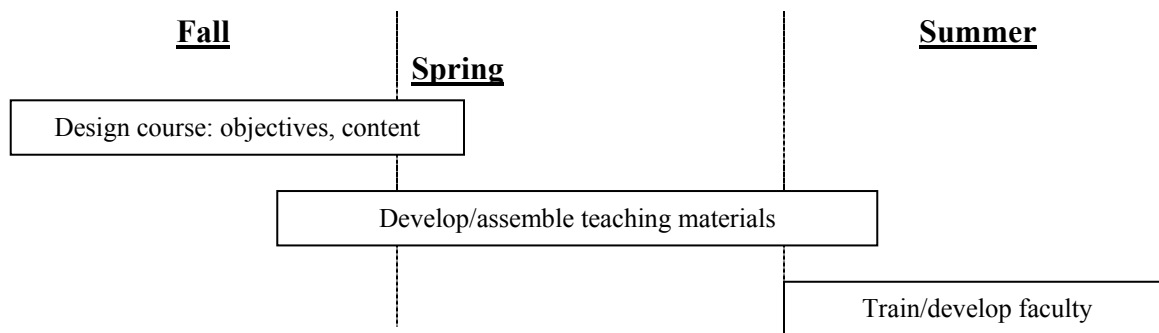 Fall
Summer
Spring
Design course: objectives, content
Develop/assemble teaching materials
Train/develop faculty